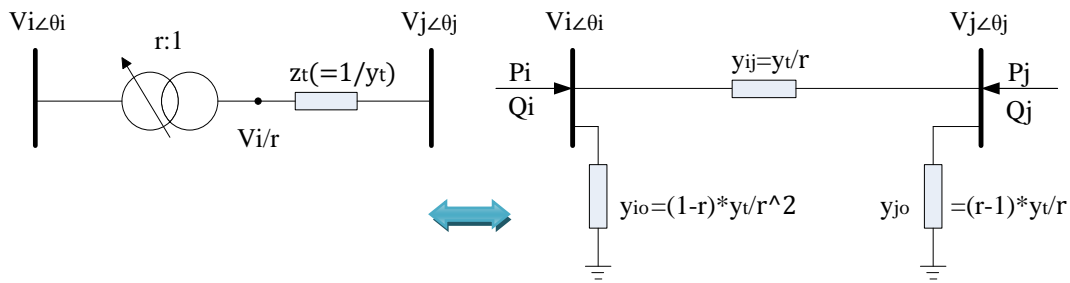 Vi∠θi
r:1
zt(=1/yt)
Vi/r
Vj∠θj
Vi∠θi
Pi
Qi
yij=yt/r
yio=(1-r)*yt/r^2
Vj∠θj
Pj
Qj
yjo =(r-1)*yt/r